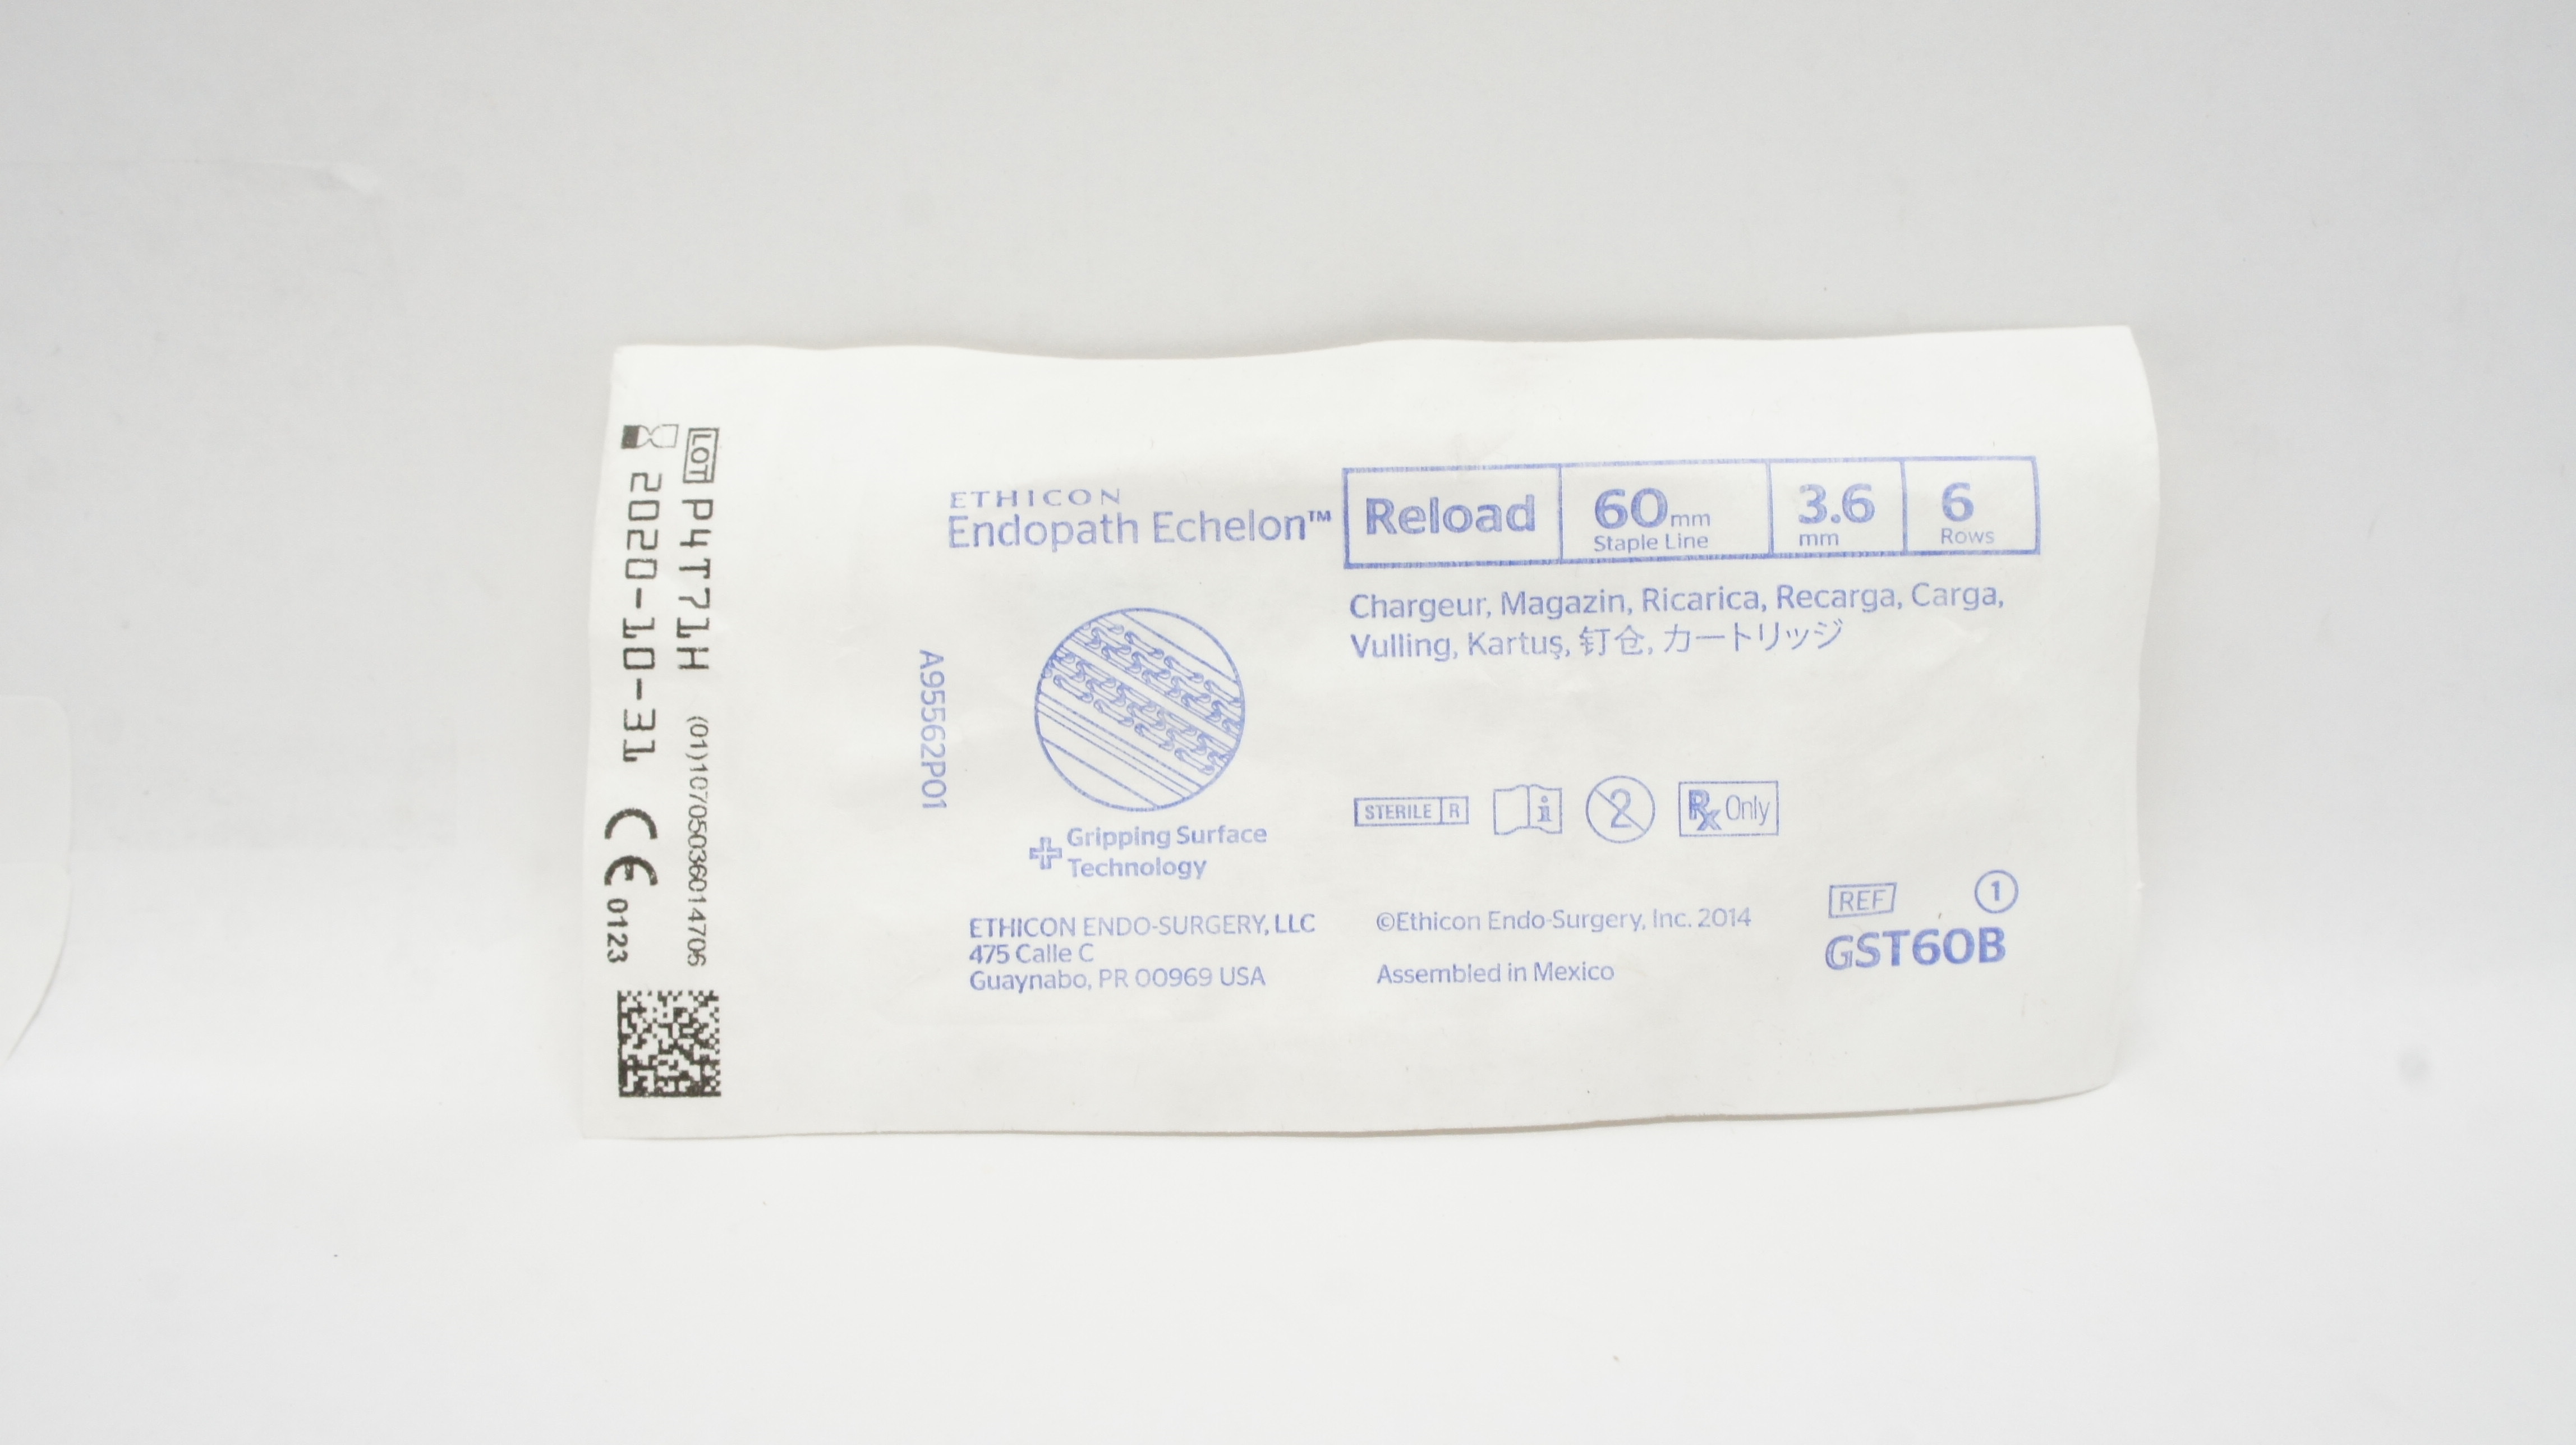 LOT P4T71H (01)10705036014706
2020-10-31 CE 0123
A95562P01
ETHICON
Endopath Echelon™
Reload
60mm
Staple Line
3.6
mm
6
Rows
Chargeur, Magazin, Ricarica, Recarga, Carga,
Vulling, Kartuş, 钉仓, カートリッジ
Gripping Surface
Technology
STERILE R
2
Rx Only
ETHICON ENDO-SURGERY, LLC
475 Calle C
Guaynabo, PR 00969 USA
©Ethicon Endo-Surgery, Inc. 2014
Assembled in Mexico
REF 1
GST60B